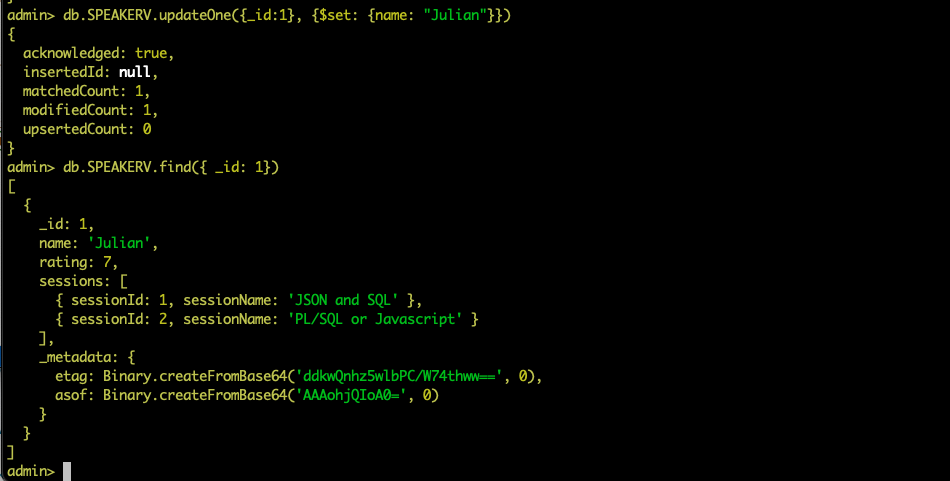 admin> db.SPEAKERV.updateOne({_id:1}, {$set: {name: "Julian"}})
{
  acknowledged: true,
  insertedId: null,
  matchedCount: 1,
  modifiedCount: 1,
  upsertedCount: 0
}
admin> db.SPEAKERV.find({ _id: 1})
[
  {
    _id: 1,
    name: 'Julian',
    rating: 7,
    sessions: [
      { sessionId: 1, sessionName: 'JSON and SQL' },
      { sessionId: 2, sessionName: 'PL/SQL or Javascript' }
    ],
    _metadata: {
      etag: Binary.createFromBase64('ddkwQnhz5wlbPC/W74thww==', 0),
      asof: Binary.createFromBase64('AAAohjQIoA0=', 0)
    }
  }
]
admin>